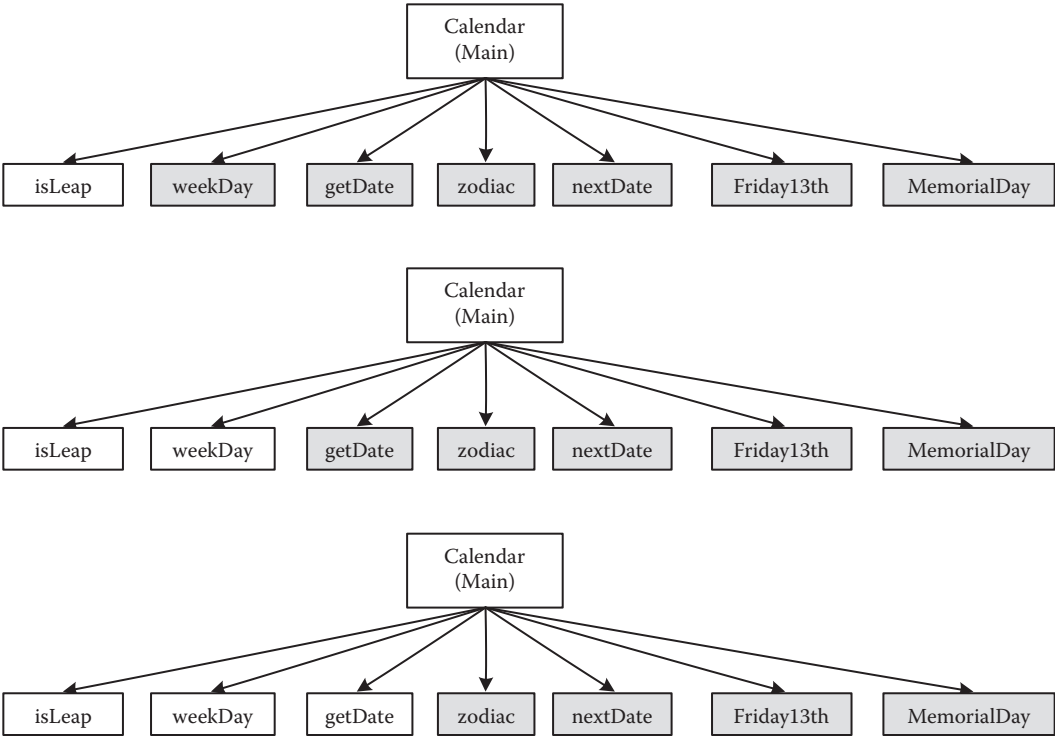 Calendar
(Main)
isLeap
weekDay
getDate
zodiac
nextDate
Friday13th
MemorialDay
Calendar
(Main)
isLeap
weekDay
getDate
zodiac
nextDate
Friday13th
MemorialDay
Calendar
(Main)
isLeap
weekDay
getDate
zodiac
nextDate
Friday13th
MemorialDay